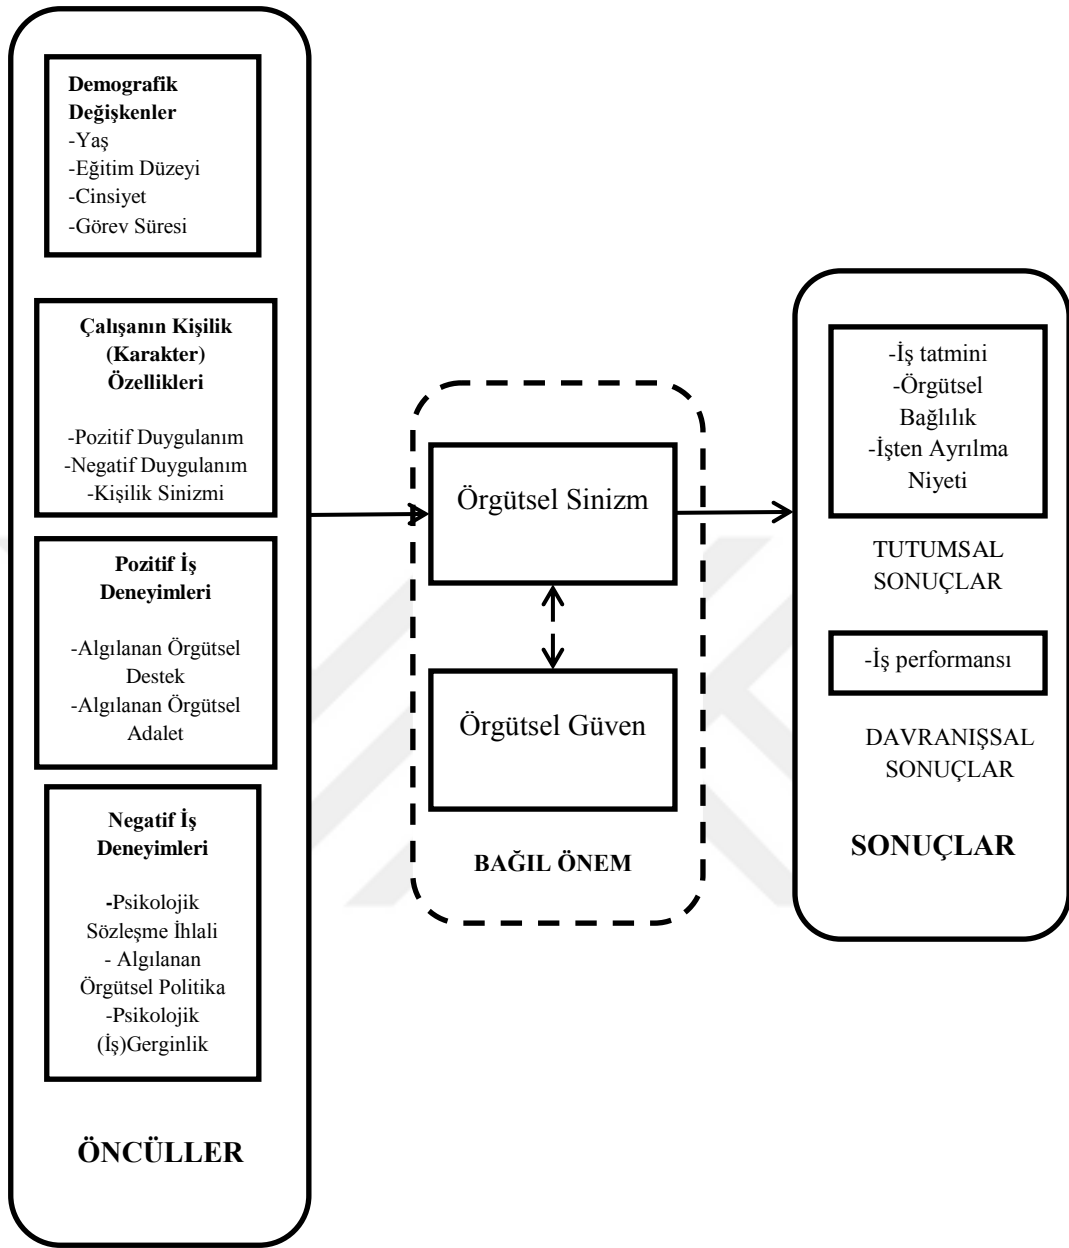 Demografik
Değişkenler
-Yaş
-Eğitim Düzeyi
-Cinsiyet
-Görev Süresi
Çalışanın Kişilik
(Karakter)
Özellikleri
-Pozitif Duygulanım
-Negatif Duygulanım
-Kişilik Sinizmi
Pozitif İş
Deneyimleri
-Algılanan Örgütsel
Destek
-Algılanan Örgütsel
Adalet
Negatif İş
Deneyimleri
-Psikolojik
Sözleşme İhlali
- Algılanan
Örgütsel Politika
-Psikolojik
(İş)Gerginlik
ÖNCÜLLER
Örgütsel Sinizm
Örgütsel Güven
BAĞIL ÖNEM
-İş tatmini
-Örgütsel
Bağlılık
-İşten Ayrılma
Niyeti
TUTUMSAL
SONUÇLAR
-İş performansı
DAVRANIŞSAL
SONUÇLAR
SONUÇLAR